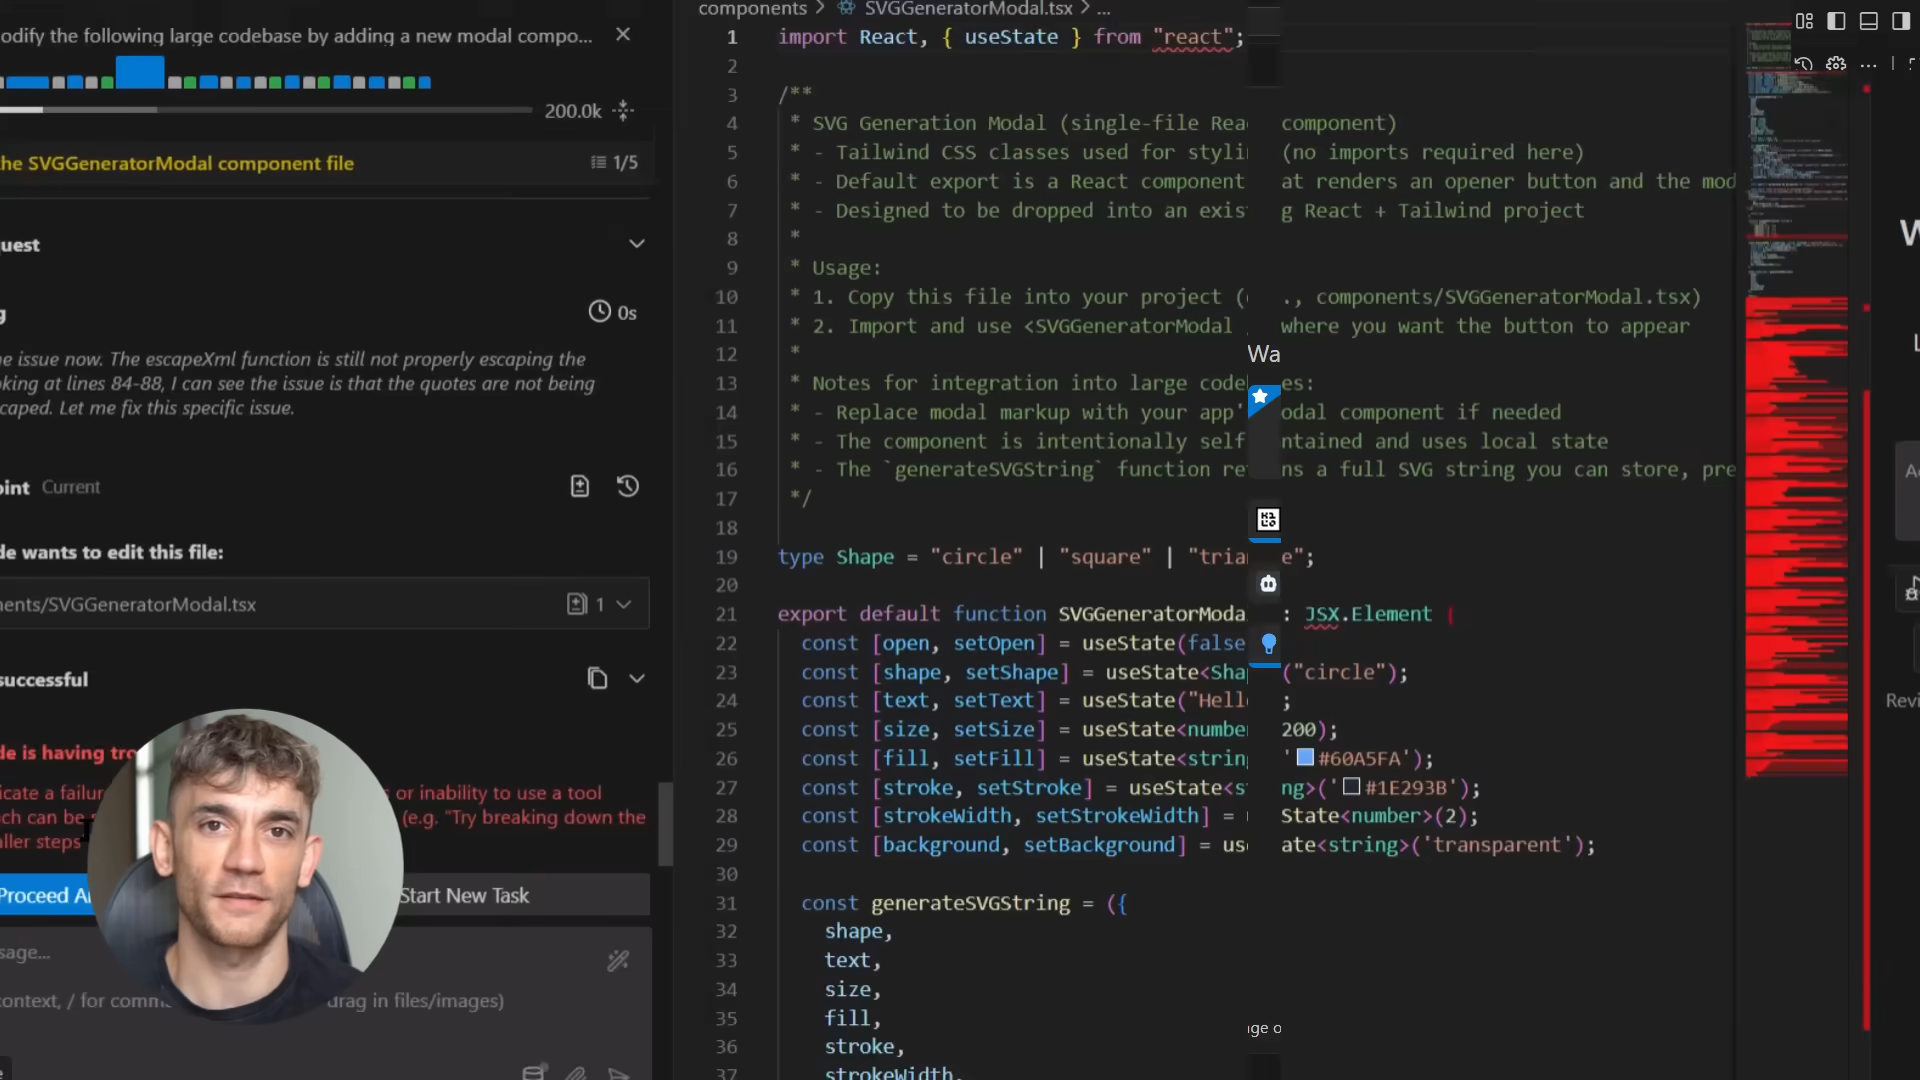 odify the following large codebase by adding a new modal compo...
200.0k
he SVGGeneratorModal component file
1/5
uest
g
0s
e issue now. The escapeXml function is still not properly escaping the
king at lines 84-88, I can see the issue is that the quotes are not being
caped. Let me fix this specific issue.
oint Current
de wants to edit this file:
ents/SVGGeneratorModal.tsx
1
successful
de is having tro
icate a failur
s or inability to use a tool
ch can be
(e.g. "Try breaking down the
ller steps
Proceed A
Start New Task
sage...
context, / for comm
drag in files/images)
components > SVGGeneratorModal.tsx > ...
1 import React, { useState } from "react";
2
3 /**
4 * SVG Generation Modal (single-file Rea component)
5 * - Tailwind CSS classes used for styli (no imports required here)
6 * - Default export is a React component at renders an opener button and the mod
7 * - Designed to be dropped into an exis g React + Tailwind project
8 *
9 * Usage:
10 * 1. Copy this file into your project ( ., components/SVGGeneratorModal.tsx)
11 * 2. Import and use <SVGGeneratorModal where you want the button to appear
12 *
13 * Notes for integration into large code es:
14 * - Replace modal markup with your app' odal component if needed
15 * - The component is intentionally self ntained and uses local state
16 * - The `generateSVGString` function re ns a full SVG string you can store, pre
17 */
18
19 type Shape = "circle" | "square" | "tria e";
20
21 export default function SVGGeneratorModa : JSX.Element
22 const [open, setOpen] = useState(false
23 const [shape, setShape] = useState<Sha ("circle");
24 const [text, setText] = useState("Hell ;
25 const [size, setSize] = useState<numbe 200);
26 const [fill, setFill] = useState<strin '#60A5FA');
27 const [stroke, setStroke] = useState<s ng>('#1E293B');
28 const [strokeWidth, setStrokeWidth] = State<number>(2);
29 const [background, setBackground] = us ate<string>('transparent');
30
31 const generateSVGString = ({
32 shape,
33 text,
34 size,
35 fill,
36 stroke,
37 strokeWidth,
Wa
ge o
W
L
A
Revi